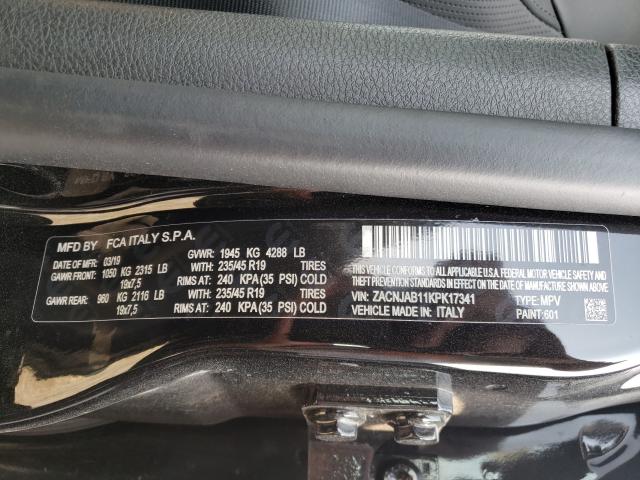 MFD BY FCA ITALY S.P.A.
DATE OF MFR: 03/19 GVWR: 1945 KG 4288 LB
GAWR FRONT: 1050 KG 2315 LB WITH: 235/45 R19 TIRES
19x7,5 RIMS AT: 240 KPA(35 PSI) COLD
GAWR REAR: 960 KG 2116 LB WITH: 235/45 R19 TIRES
19x7,5 RIMS AT: 240 KPA(35 PSI) COLD
THIS VEHICLE CONFORMS TO ALL APPLICABLE U.S.A. FEDERAL MOTOR VEHICLE SAFETY AND
THEFT PREVENTION STANDARDS IN EFFECT ON THE DATE OF MANUFACTURE SHOWN ABOVE.
VIN: ZACNJAB11KPK17341 TYPE: MPV
VEHICLE MADE IN: ITALY PAINT: 601